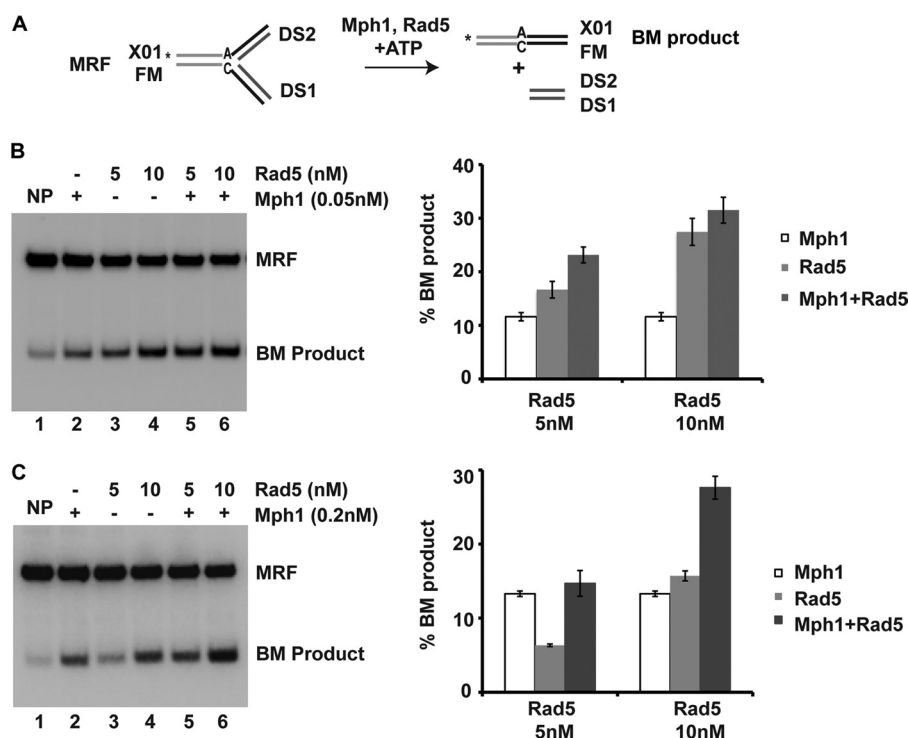 A
MRF
X01*
FM
A
C
DS2
DS1
Mph1, Rad5
+ATP
*
A
C
X01
FM
BM product
+
DS2
DS1
B
- 5 10 5 10 Rad5 (nM)
NP + - - + + Mph1 (0.05nM)
MRF
BM Product
1 2 3 4 5 6
% BM product
40
30
20
10
0
Rad5
5nM
Rad5
10nM
Mph1
Rad5
Mph1+Rad5
C
- 5 10 5 10 Rad5 (nM)
NP + - - + + Mph1 (0.2nM)
MRF
BM Product
1 2 3 4 5 6
% BM product
30
20
10
0
Rad5
5nM
Rad5
10nM
Mph1
Rad5
Mph1+Rad5